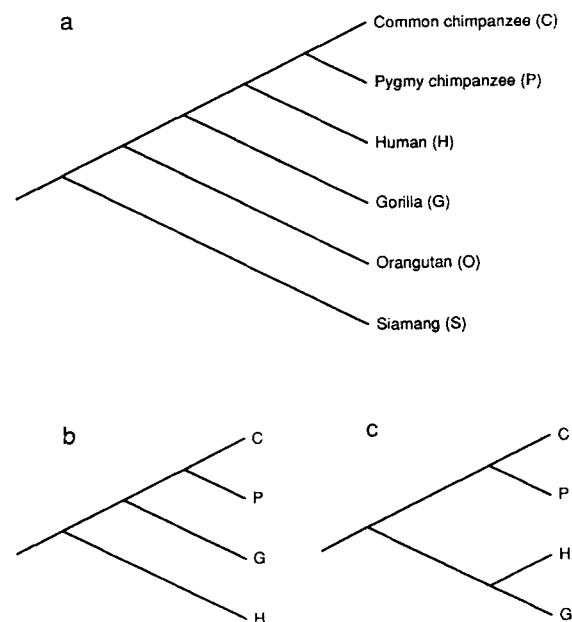 a
Common chimpanzee (C)
Pygmy chimpanzee (P)
Human (H)
Gorilla (G)
Orangutan (O)
Siamang (S)
b
C
P
G
H
c
C
P
H
G